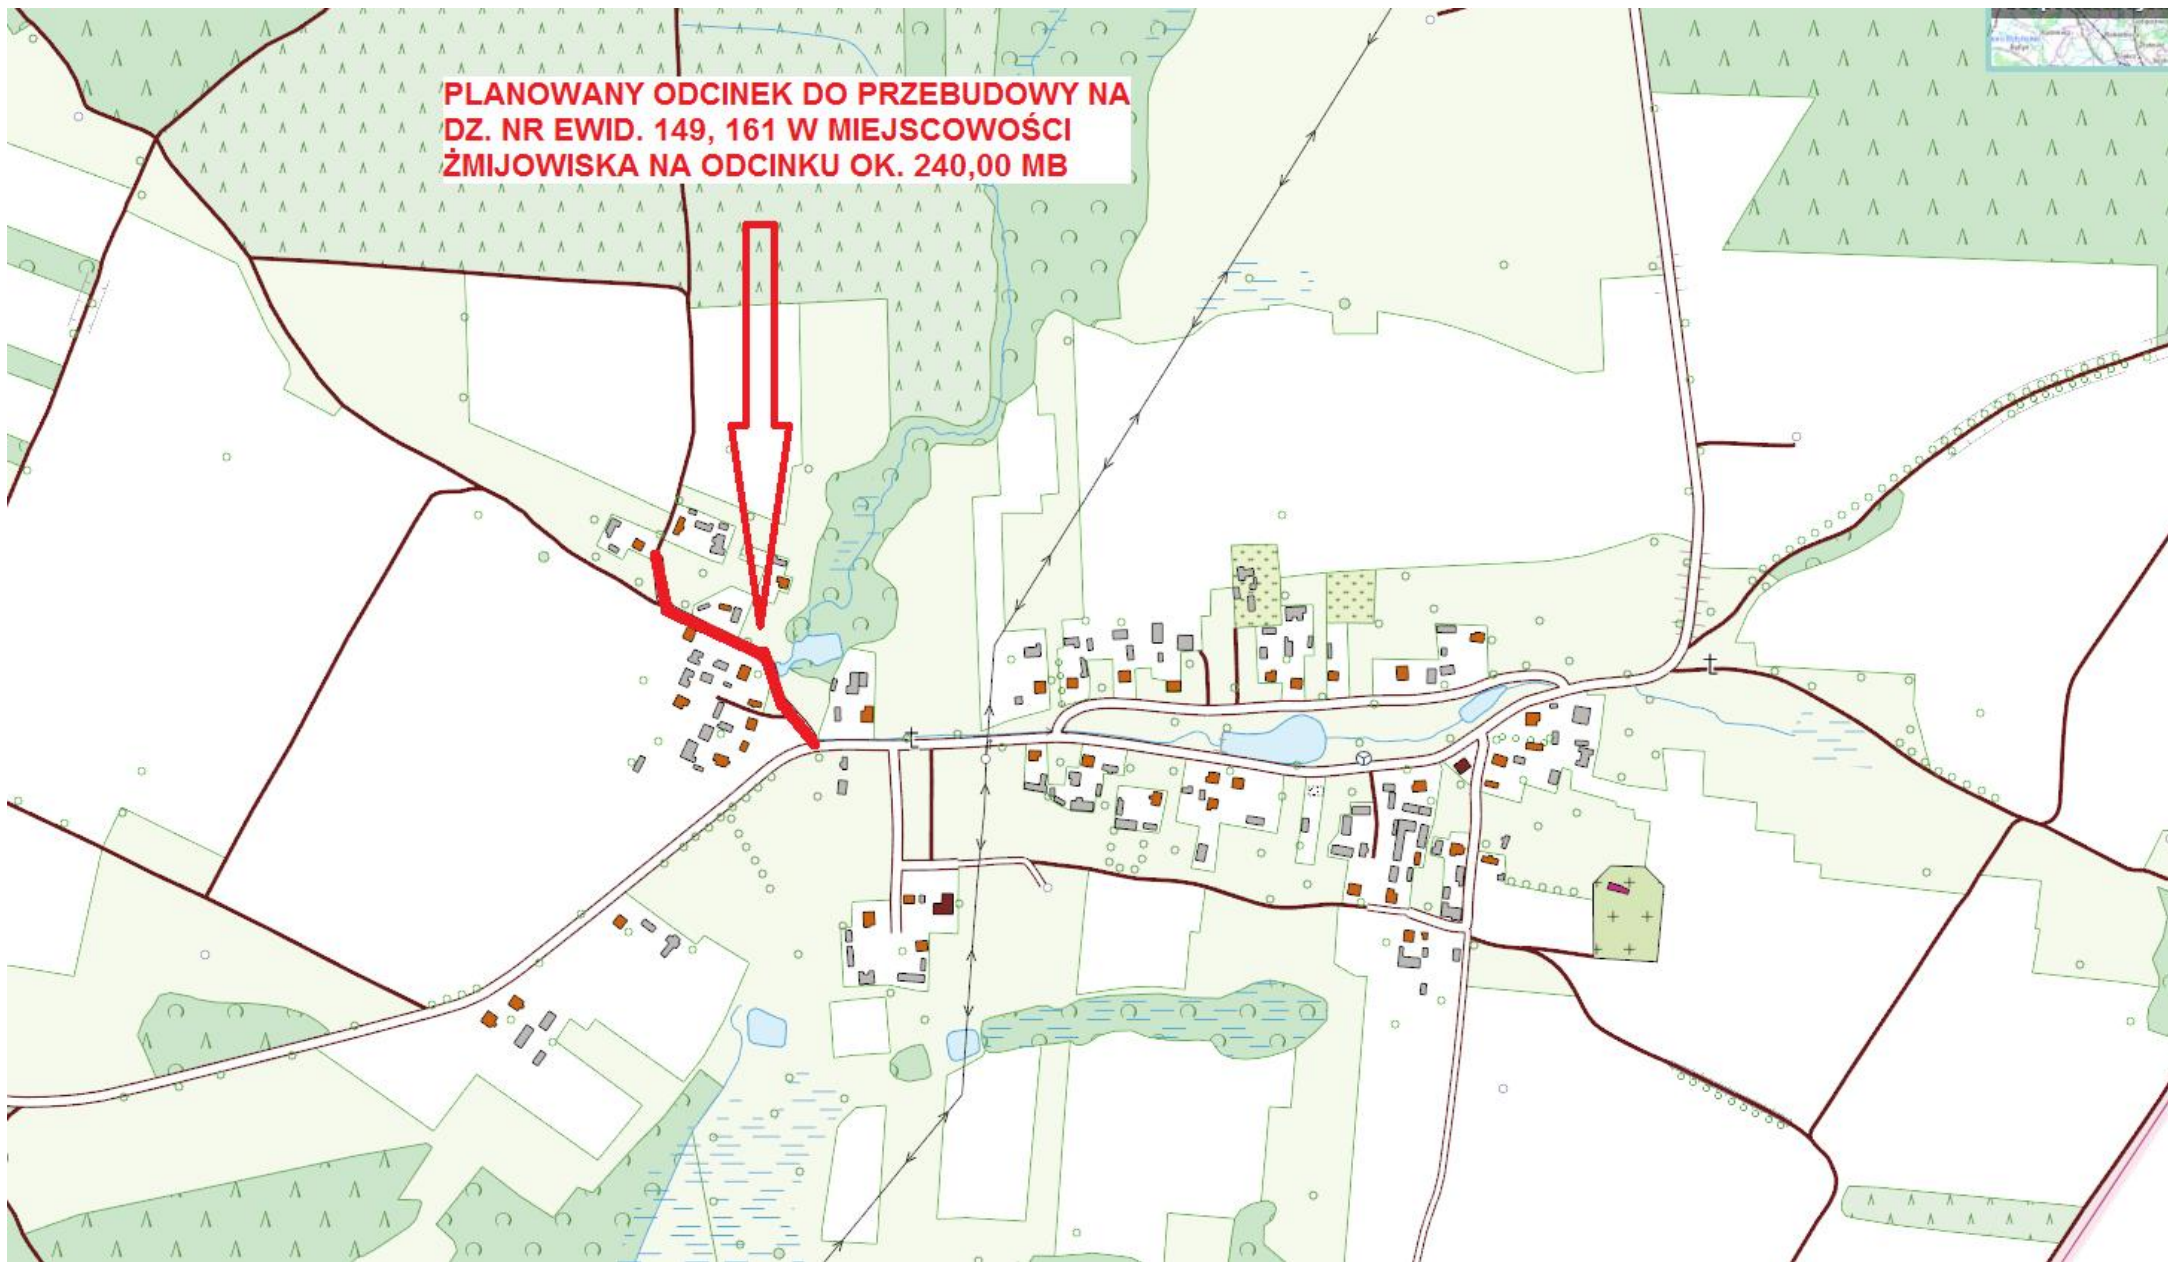 PLANOWANY ODCINEK DO PRZEBUDOWY NA
DZ. NR EWID. 149, 161 W MIEJSCOWOŚCI
ŻMIJOWISKA NA ODCINKU OK. 240,00 MB